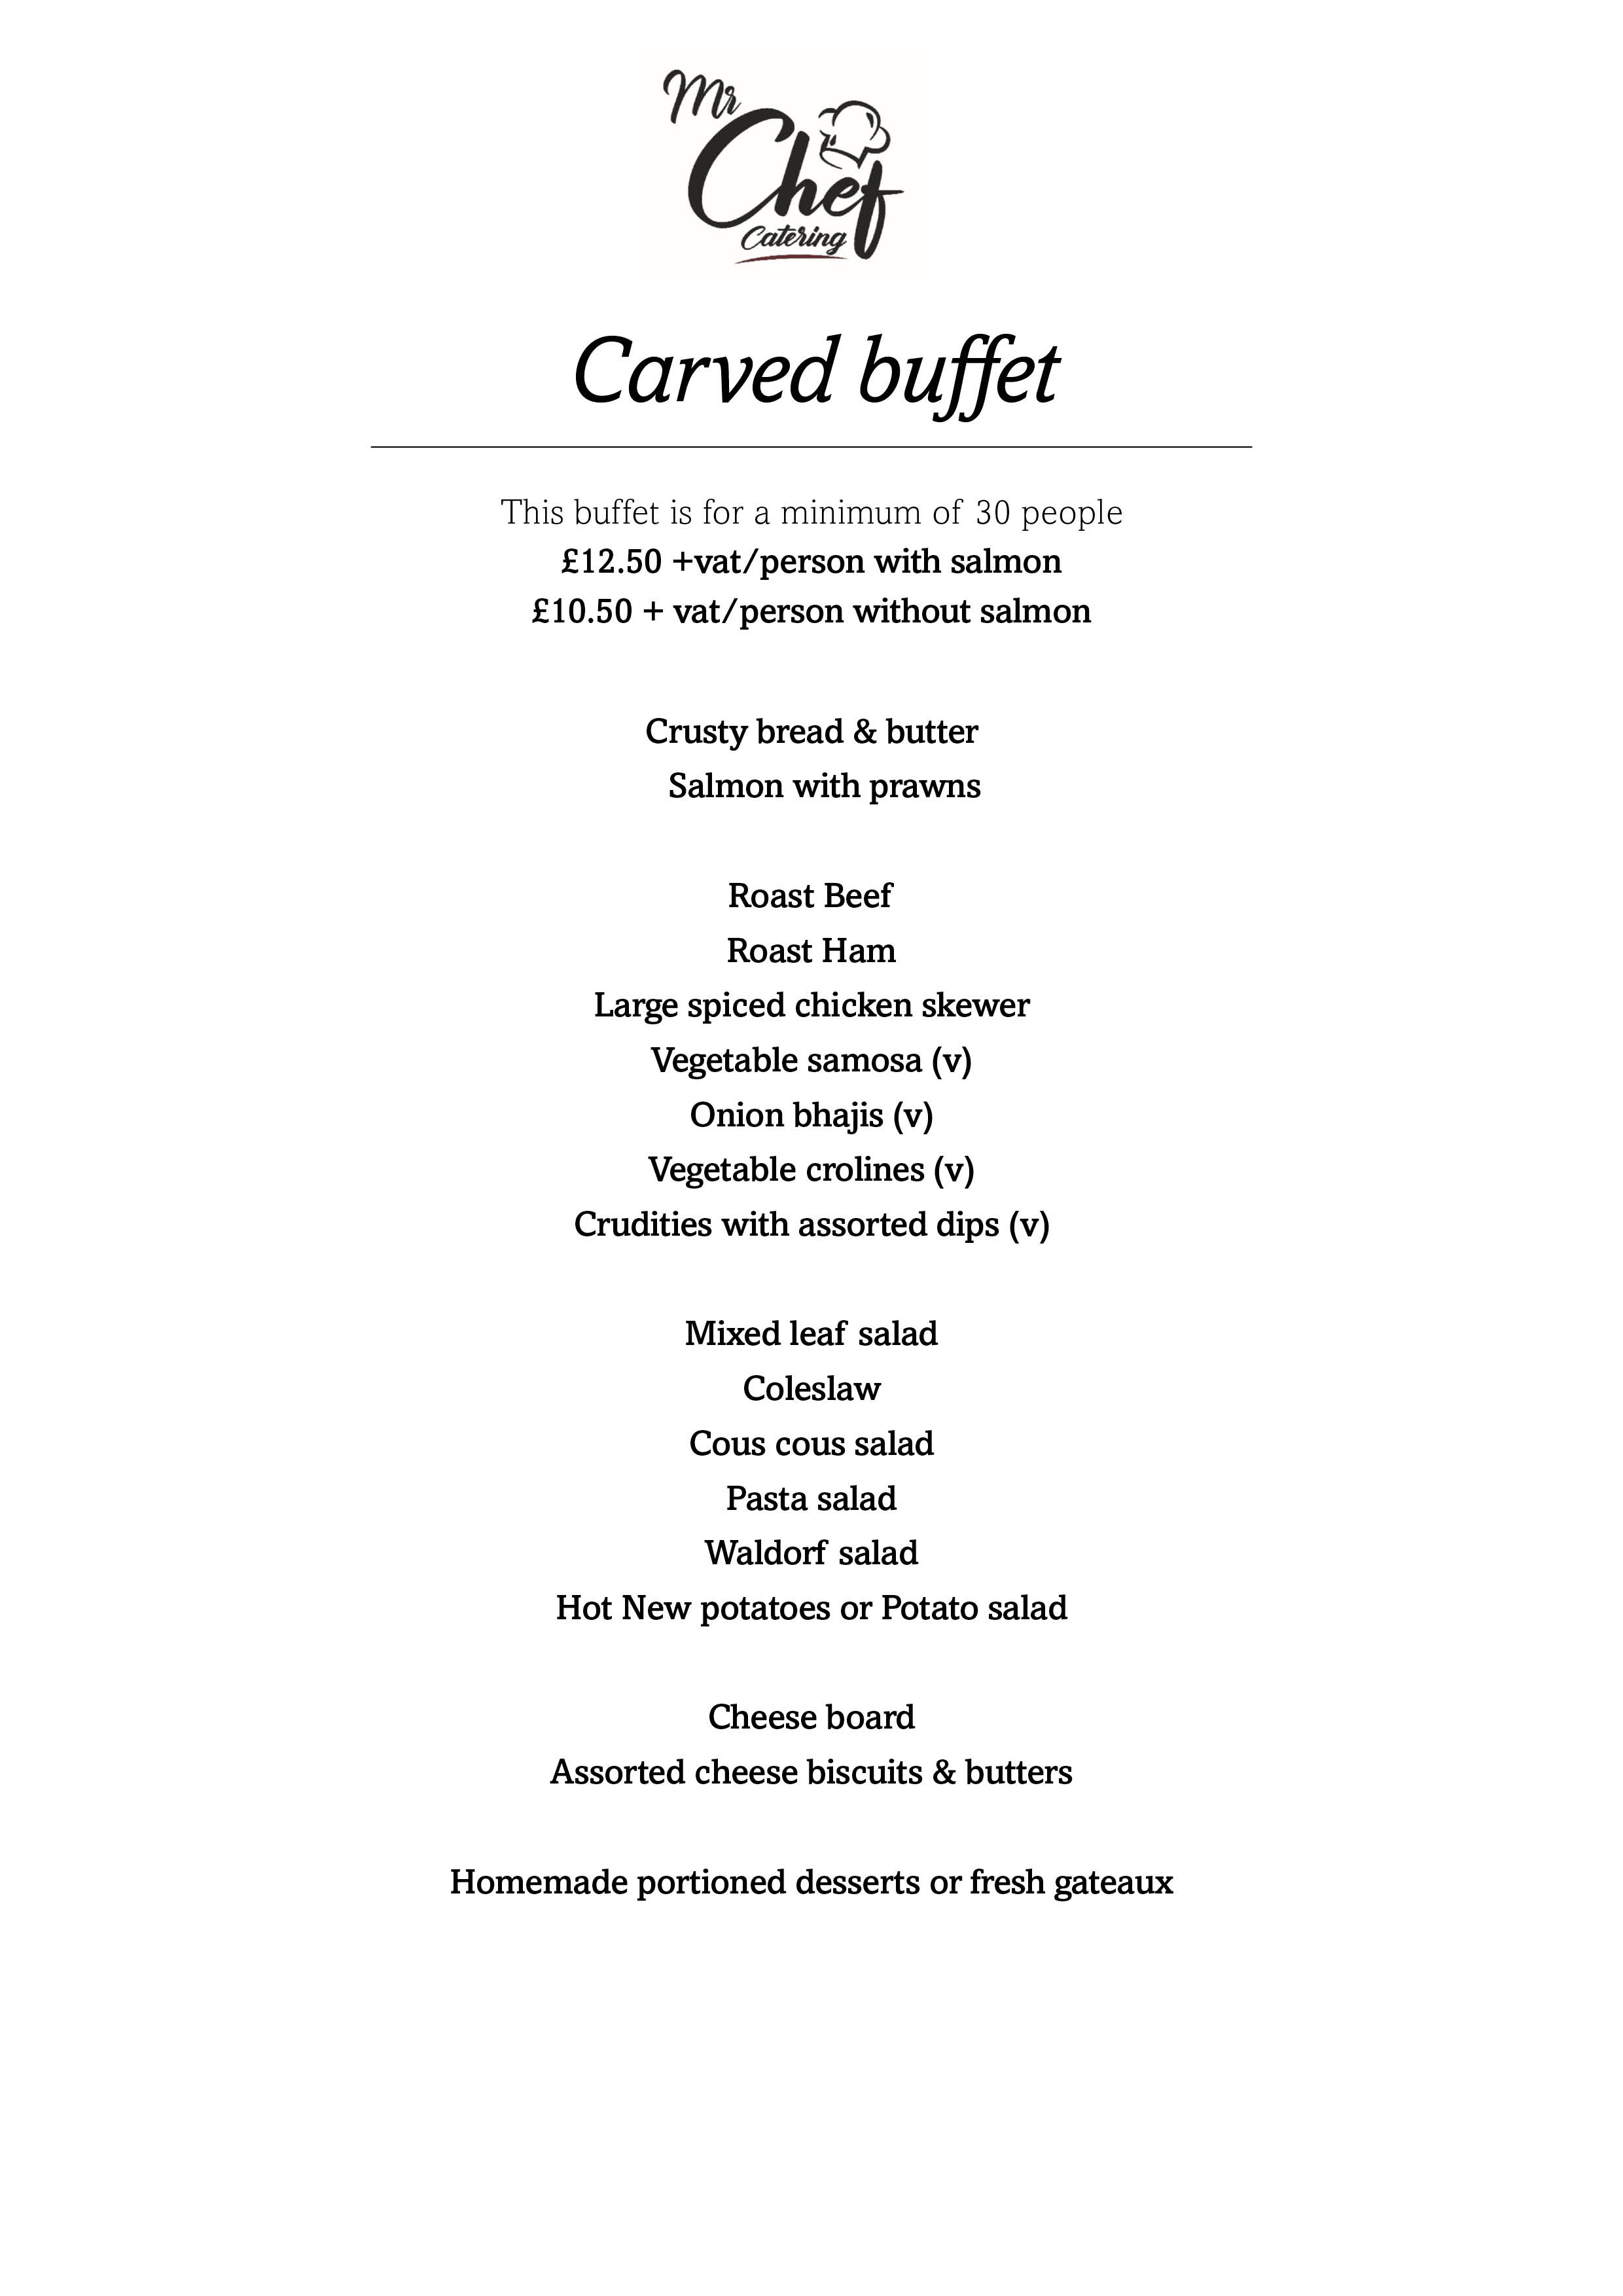 Mr
Chef
Catering
Carved buffet
This buffet is for a minimum of 30 people
£12.50 +vat/person with salmon
£10.50 + vat/person without salmon
Crusty bread & butter
Salmon with prawns
Roast Beef
Roast Ham
Large spiced chicken skewer
Vegetable samosa (v)
Onion bhajis (v)
Vegetable crolines (v)
Crudities with assorted dips (v)
Mixed leaf salad
Coleslaw
Cous cous salad
Pasta salad
Waldorf salad
Hot New potatoes or Potato salad
Cheese board
Assorted cheese biscuits & butters
Homemade portioned desserts or fresh gateaux